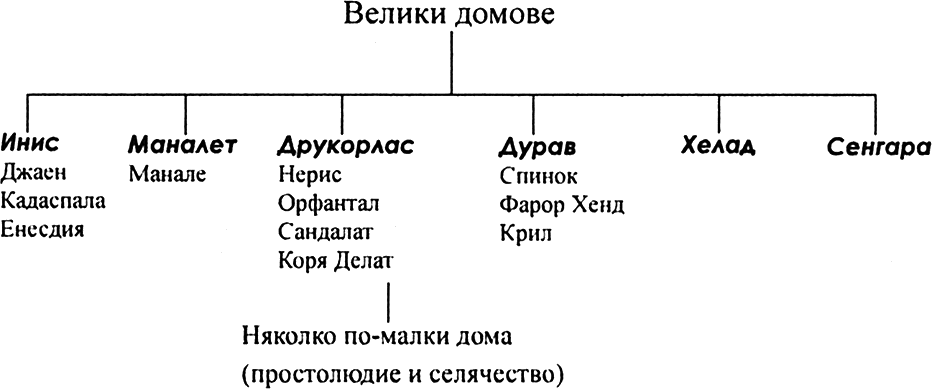 Велики домове
Инис
Джаен
Кадаспала
Енесдия
Маналет
Манале
Друкорлас
Нерис
Орфантал
Сандалат
Коря Делат
Няколко по-малки дома
(простолюдие и селячество)
Дурав
Спинок
Фарор Хенд
Крил
Хелад
Сенгара